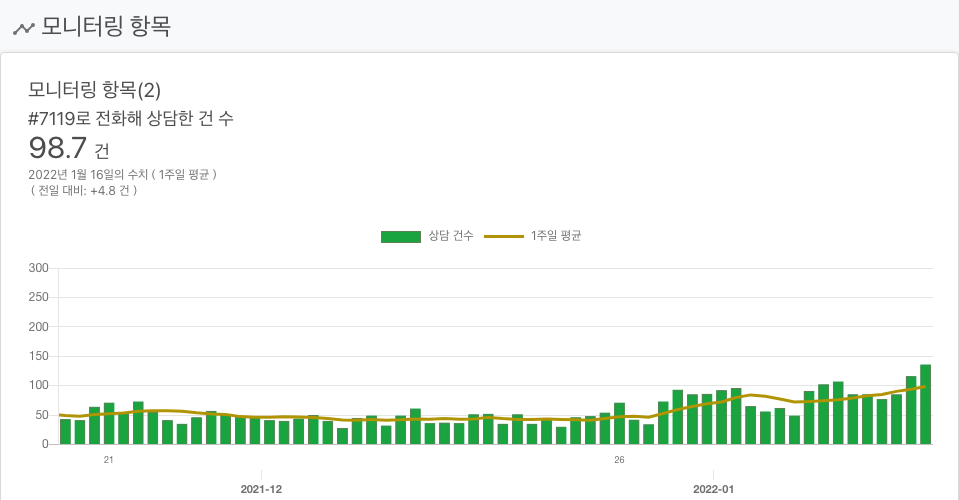 모니터링 항목
모니터링 항목(2)
#7119로 전화해 상담한 건 수
98.7 건
2022년 1월 16일의 수치 ( 1주일 평균 )
( 전일 대비: +4.8 건 )
상담 건수 1주일 평균
300
250
200
150
100
50
0
21 26
2021-12 2022-01